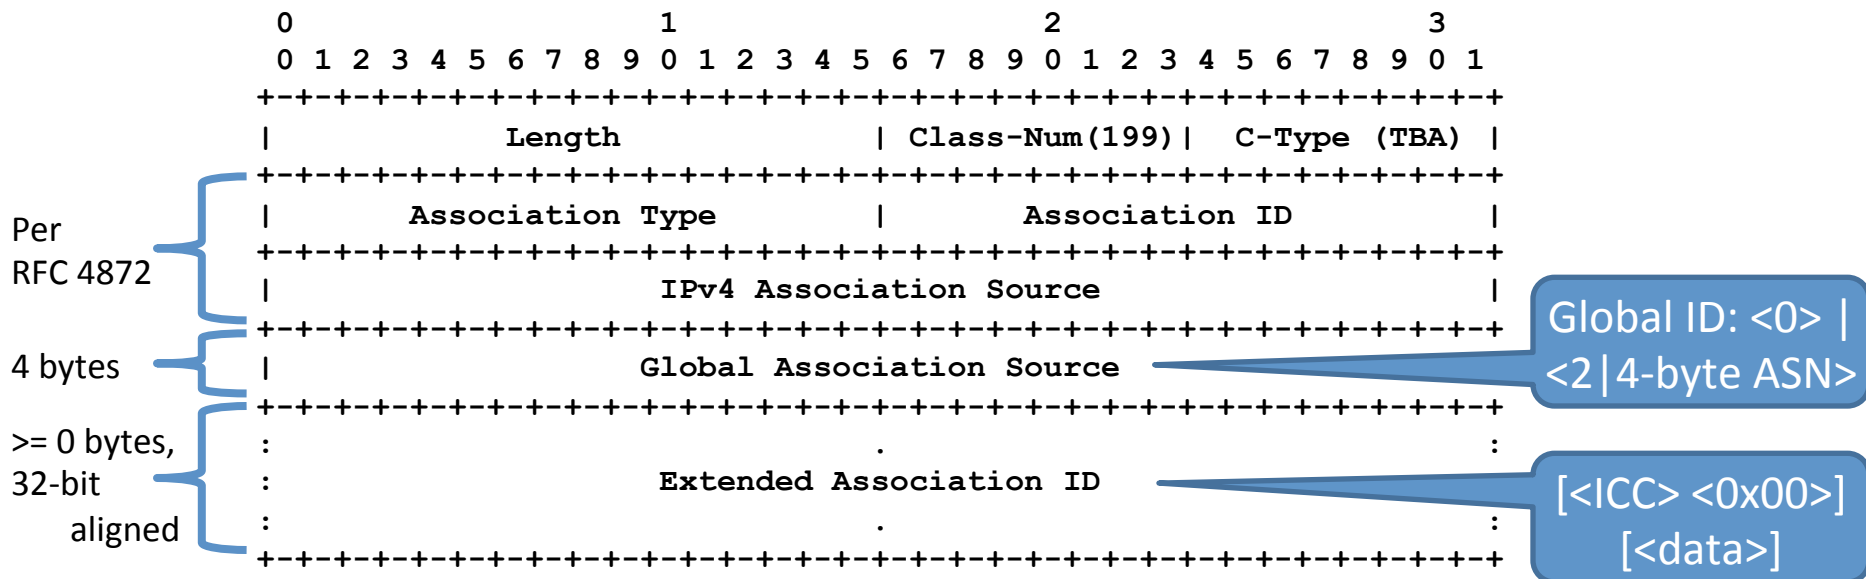 0                   1                   2                   3
0 1 2 3 4 5 6 7 8 9 0 1 2 3 4 5 6 7 8 9 0 1 2 3 4 5 6 7 8 9 0 1
+-+-+-+-+-+-+-+-+-+-+-+-+-+-+-+-+-+-+-+-+-+-+-+-+-+-+-+-+-+-+-+-+
| Length | Class-Num(199)| C-Type (TBA) |
+-+-+-+-+-+-+-+-+-+-+-+-+-+-+-+-+-+-+-+-+-+-+-+-+-+-+-+-+-+-+-+-+
| Association Type | Association ID |
+-+-+-+-+-+-+-+-+-+-+-+-+-+-+-+-+-+-+-+-+-+-+-+-+-+-+-+-+-+-+-+-+
| IPv4 Association Source |
+-+-+-+-+-+-+-+-+-+-+-+-+-+-+-+-+-+-+-+-+-+-+-+-+-+-+-+-+-+-+-+-+
| Global Association Source
+-+-+-+-+-+-+-+-+-+-+-+-+-+-+-+-+-+-+-+-+-+-+-+-+-+-+-+-+-+-+-+-+
: . :
: Extended Association ID
: . :
+-+-+-+-+-+-+-+-+-+-+-+-+-+-+-+-+-+-+-+-+-+-+-+-+-+-+-+-+-+-+-+-+
Per
RFC 4872
4 bytes
>= 0 bytes,
32-bit
aligned
Global ID: <0> |
<2|4-byte ASN>
[<ICC> <0x00>]
[<data>]